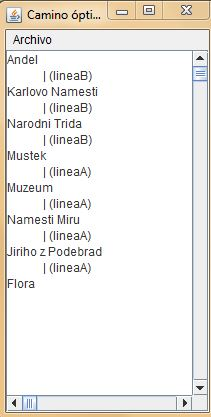 Camino ópti...
Archivo
Andel
| (lineaB)
Karlovo Namesti
| (lineaB)
Narodni Trida
| (lineaB)
Mustek
| (lineaA)
Muzeum
| (lineaA)
Namesti Miru
| (lineaA)
Jiriho z Podebrad
| (lineaA)
Flora